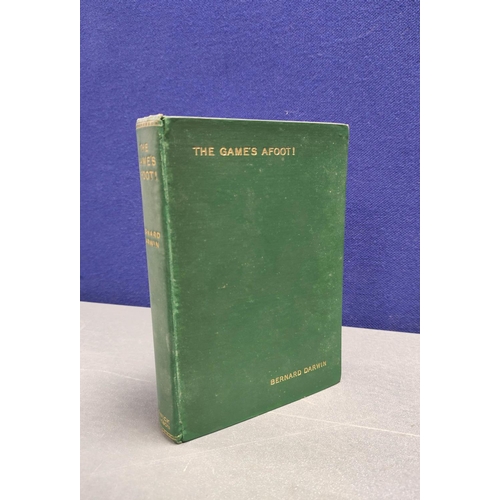 THE GAME'S AFOOT!
BERNARD DARWIN
THE
GAME'S
AFOOT!
BERNARD
DARWIN